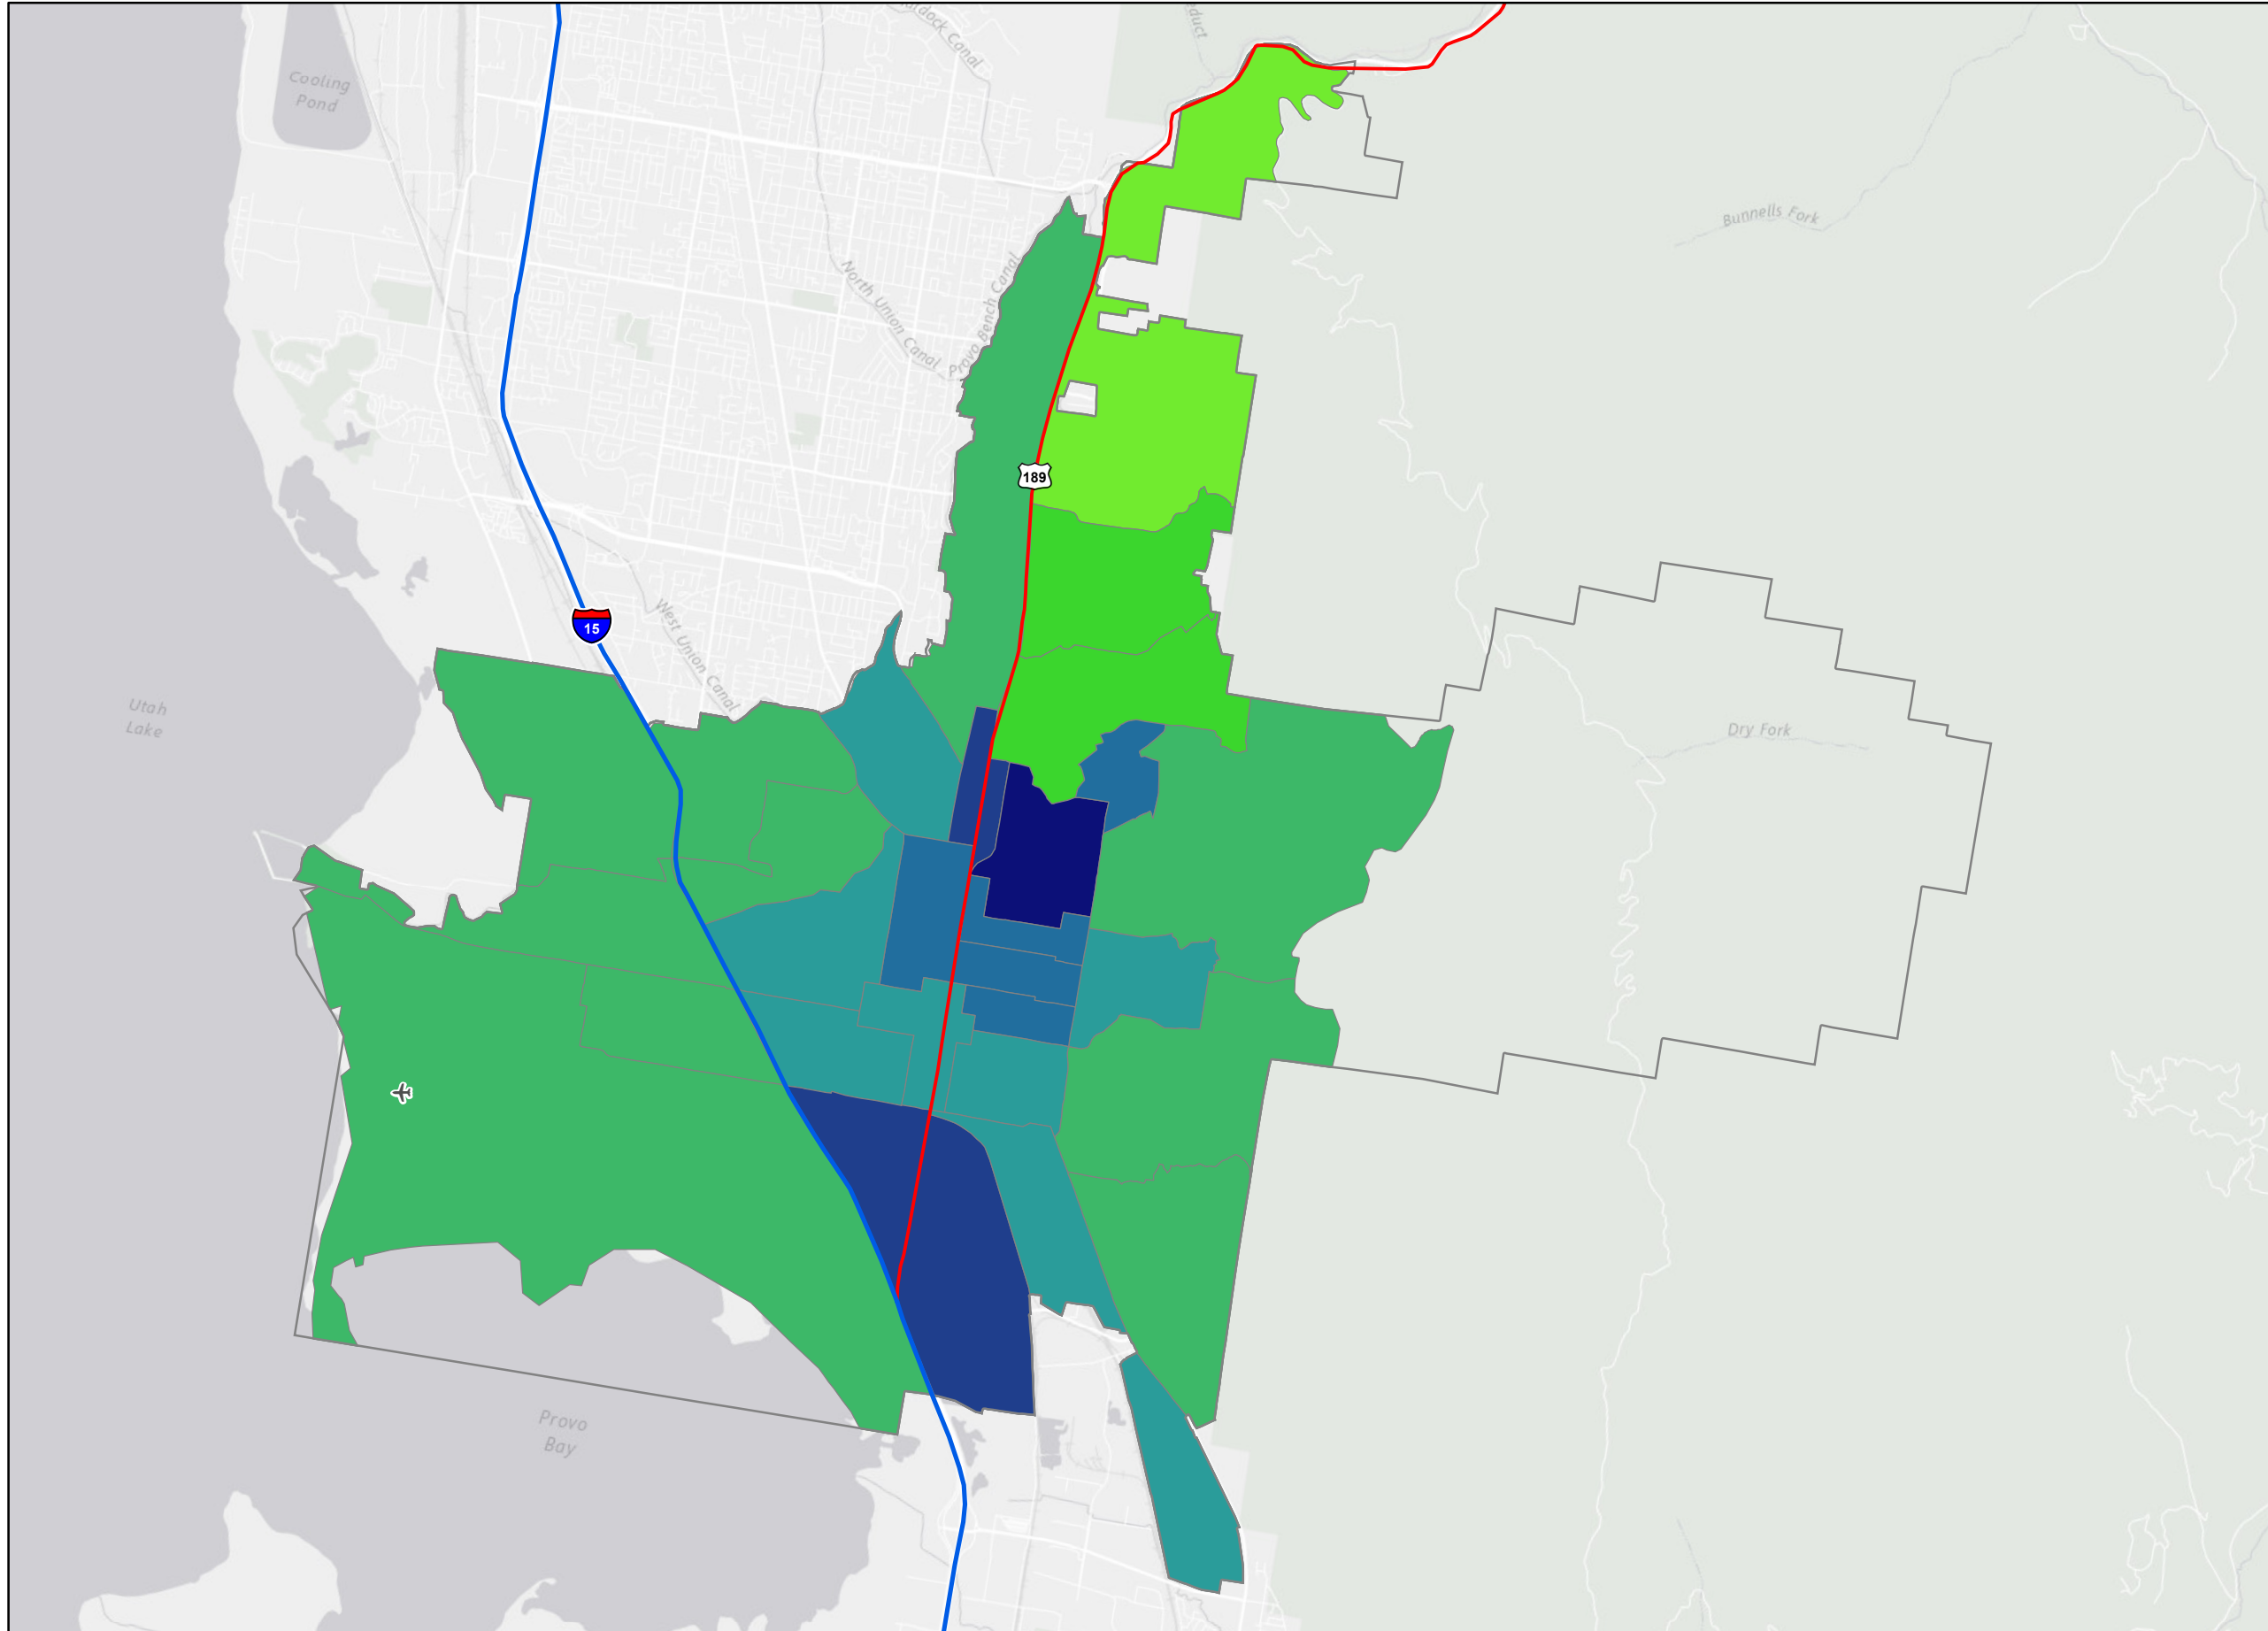 Cooling
Pond
Bunnells Fork
North Union Canal
Provo Bench Canal
189
15
West Union Canal
Utah
Lake
Dry Fork
Provo
Bay